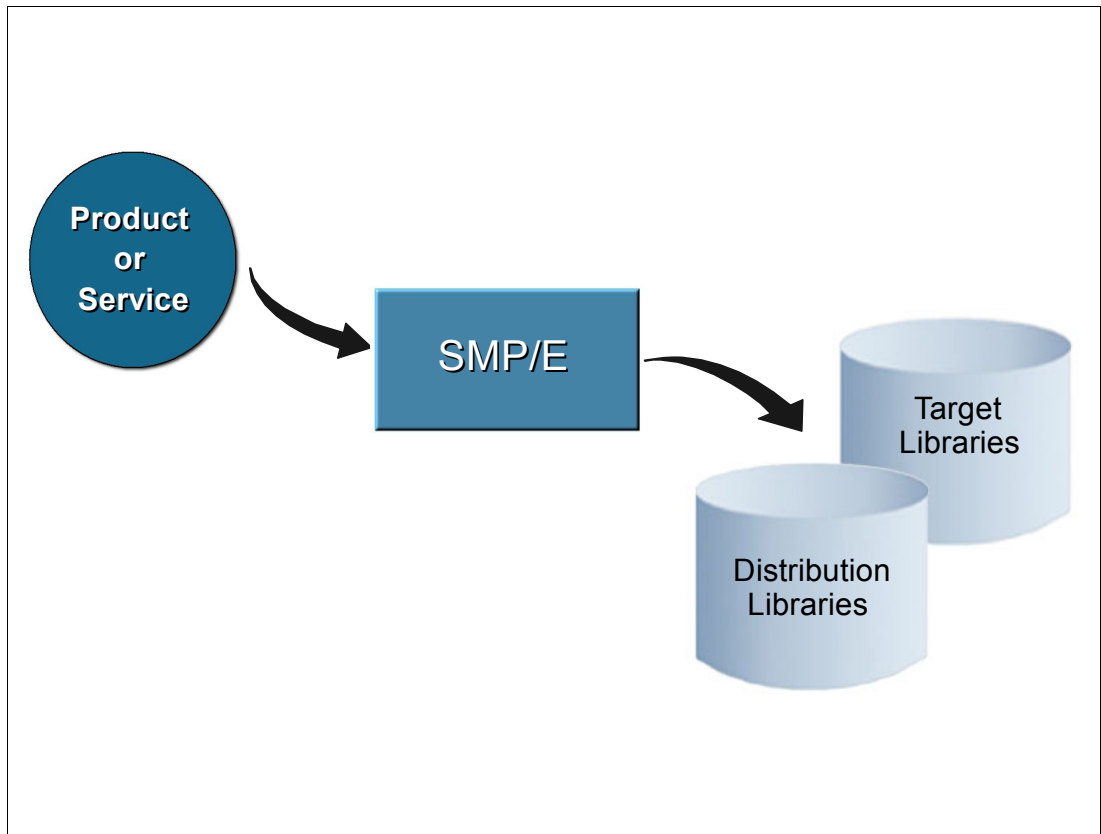 Product
or
Service
SMP/E
Target
Libraries
Distribution
Libraries